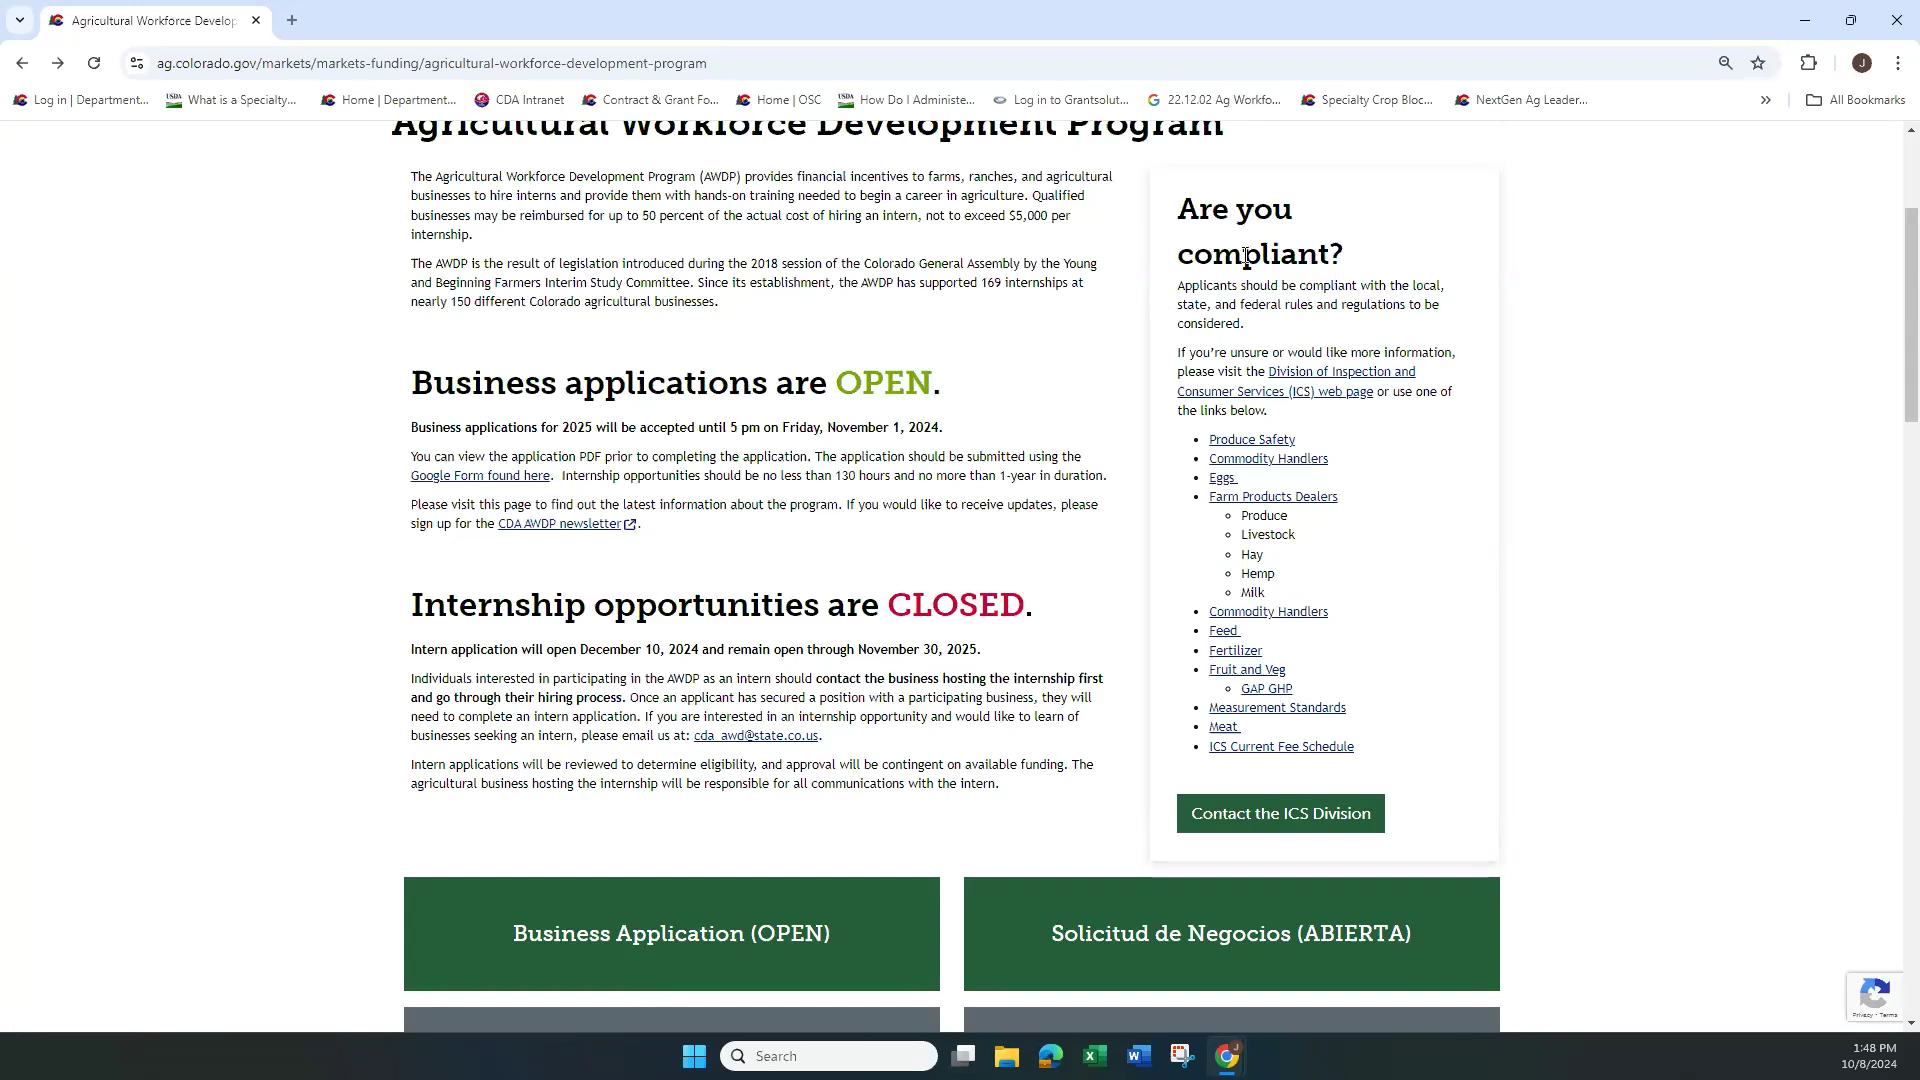 Agricultural Workforce Develop
ag.colorado.gov/markets/markets-funding/agricultural-workforce-development-program
J
Log in | Department...
USDA
What is a Specialty...
Home | Department...
CDA Intranet
Contract & Grant Fo...
Home | OSC
USDA
How Do I Administe...
Log in to Grantsolut...
22.12.02 Ag Workfo...
Specialty Crop Bloc...
NextGen Ag Leader...
All Bookmarks
Agricultural Workforce Development Program
The Agricultural Workforce Development Program (AWDP) provides financial incentives to farms, ranches, and agricultural
businesses to hire interns and provide them with hands-on training needed to begin a career in agriculture. Qualified
businesses may be reimbursed for up to 50 percent of the actual cost of hiring an intern, not to exceed $5,000 per
internship.
The AWDP is the result of legislation introduced during the 2018 session of the Colorado General Assembly by the Young
and Beginning Farmers Interim Study Committee. Since its establishment, the AWDP has supported 169 internships at
nearly 150 different Colorado agricultural businesses.
Business applications are OPEN.
Business applications for 2025 will be accepted until 5 pm on Friday, November 1, 2024.
You can view the application PDF prior to completing the application. The application should be submitted using the
Google Form found here. Internship opportunities should be no less than 130 hours and no more than 1-year in duration.
Please visit this page to find out the latest information about the program. If you would like to receive updates, please
sign up for the CDA AWDP newsletter.
Internship opportunities are CLOSED.
Intern application will open December 10, 2024 and remain open through November 30, 2025.
Individuals interested in participating in the AWDP as an intern should contact the business hosting the internship first
and go through their hiring process. Once an applicant has secured a position with a participating business, they will
need to complete an intern application. If you are interested in an internship opportunity and would like to learn of
businesses seeking an intern, please email us at: cda_awd@state.co.us.
Intern applications will be reviewed to determine eligibility, and approval will be contingent on available funding. The
agricultural business hosting the internship will be responsible for all communications with the intern.
Are you
compliant?
Applicants should be compliant with the local,
state, and federal rules and regulations to be
considered.
If you’re unsure or would like more information,
please visit the Division of Inspection and
Consumer Services (ICS) web page or use one of
the links below.
Produce Safety
Commodity Handlers
Eggs
Farm Products Dealers
Produce
Livestock
Hay
Hemp
Milk
Commodity Handlers
Feed
Fertilizer
Fruit and Veg
GAP GHP
Measurement Standards
Meat
ICS Current Fee Schedule
Contact the ICS Division
Business Application (OPEN)
Solicitud de Negocios (ABIERTA)
Privacy - Terms
Search
1:48 PM
10/8/2024